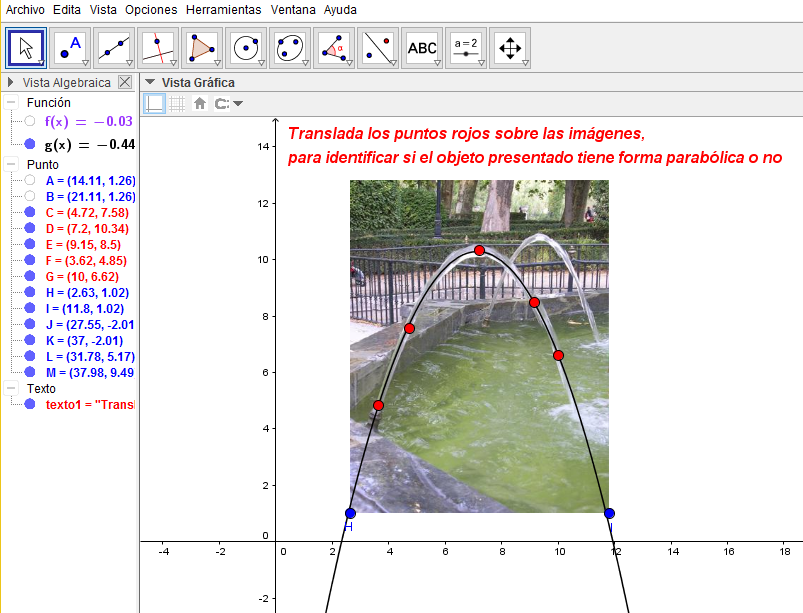 Archivo Edita Vista Opciones Herramientas Ventana Ayuda
A α ABC a=2
Vista Algebraica
Vista Gráfica
Función
f(x) = −0.03
g(x) = −0.44
Punto
A = (14.11, 1.26)
B = (21.11, 1.26)
C = (4.72, 7.58)
D = (7.2, 10.34)
E = (9.15, 8.5)
F = (3.62, 4.85)
G = (10, 6.62)
H = (2.63, 1.02)
I = (11.8, 1.02)
J = (27.55, -2.01
K = (37, -2.01)
L = (31.78, 5.17)
M = (37.98, 9.49
Texto
texto1 = "Transl
Translada los puntos rojos sobre las imágenes,
para identificar si el objeto presentado tiene forma parabólica o no
14
12
10
8
6
4
2
0
-2
H I
-4 -2 0 2 4 6 8 10 12 14 16 18